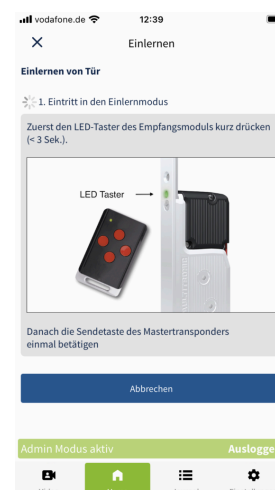 vodafone.de 12:39
Einlernen
Einlernen von Tür
1. Eintritt in den Einlernmodus
Zuerst den LED-Taster des Empfangsmoduls kurz drücken
(< 3 Sek.).
LED Taster
Danach die Sendetaste des Mastertransponders
einmal betätigen
Abbrechen
Admin Modus aktiv Auslogge